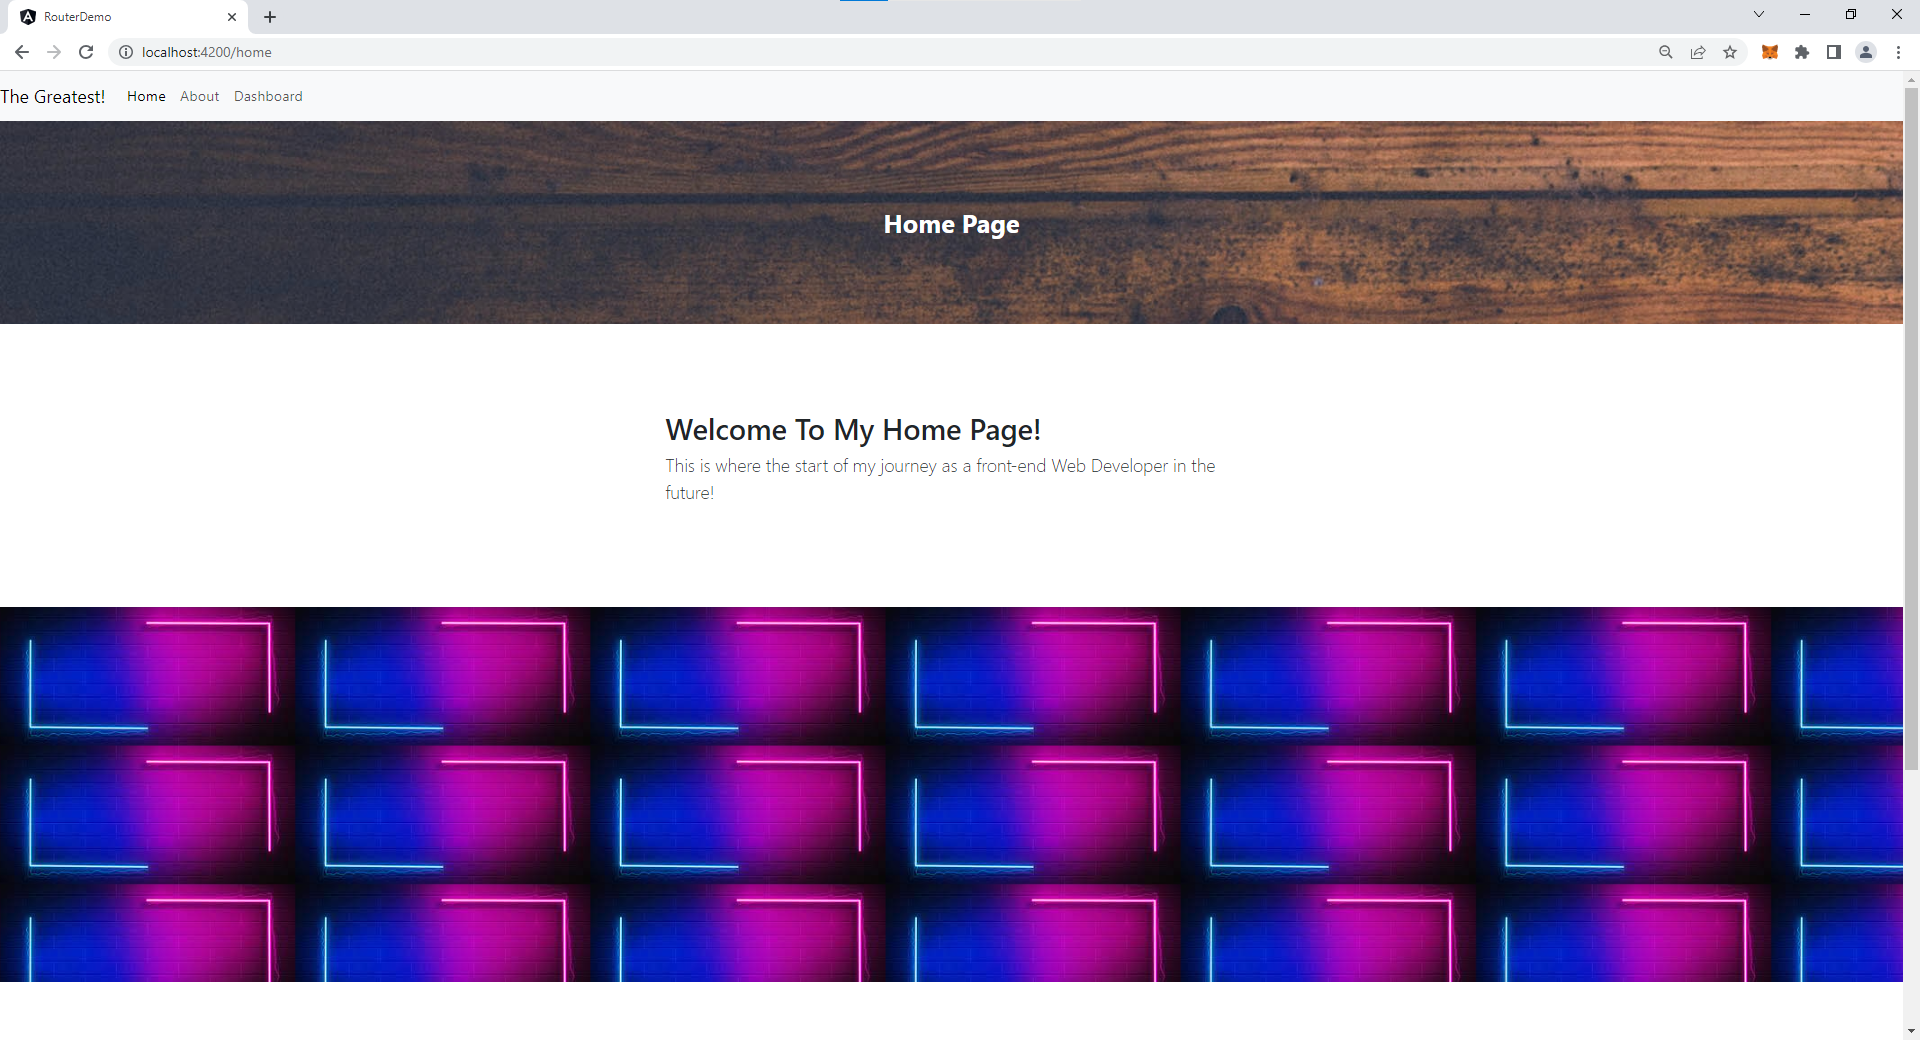 RouterDemo
localhost:4200/home
The Greatest! Home About Dashboard
Home Page
Welcome To My Home Page!
This is where the start of my journey as a front-end Web Developer in the
future!